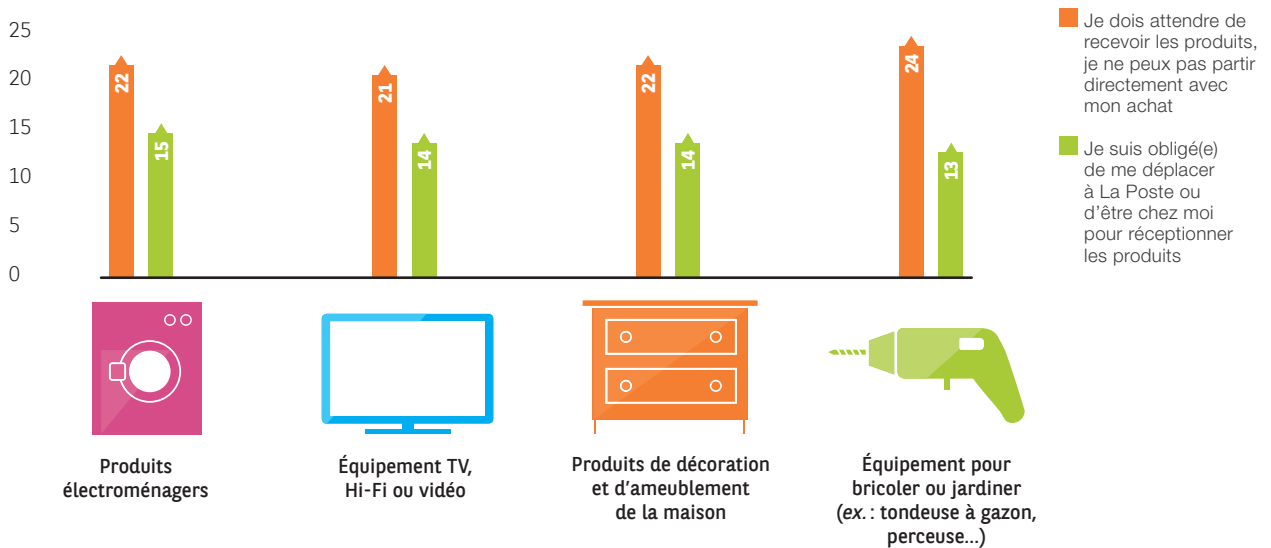 25
20
15
10
5
0
22
15
21
14
22
14
24
13
Je dois attendre de
recevoir les produits,
je ne peux pas partir
directement avec
mon achat
Je suis obligé(e)
de me déplacer
à La Poste ou
d'être chez moi
pour réceptionner
les produits
Produits
électroménagers
Équipement TV,
Hi-Fi ou vidéo
Produits de décoration
et d'ameublement
de la maison
Équipement pour
bricoler ou jardiner
(ex. : tondeuse à gazon,
perceuse...)